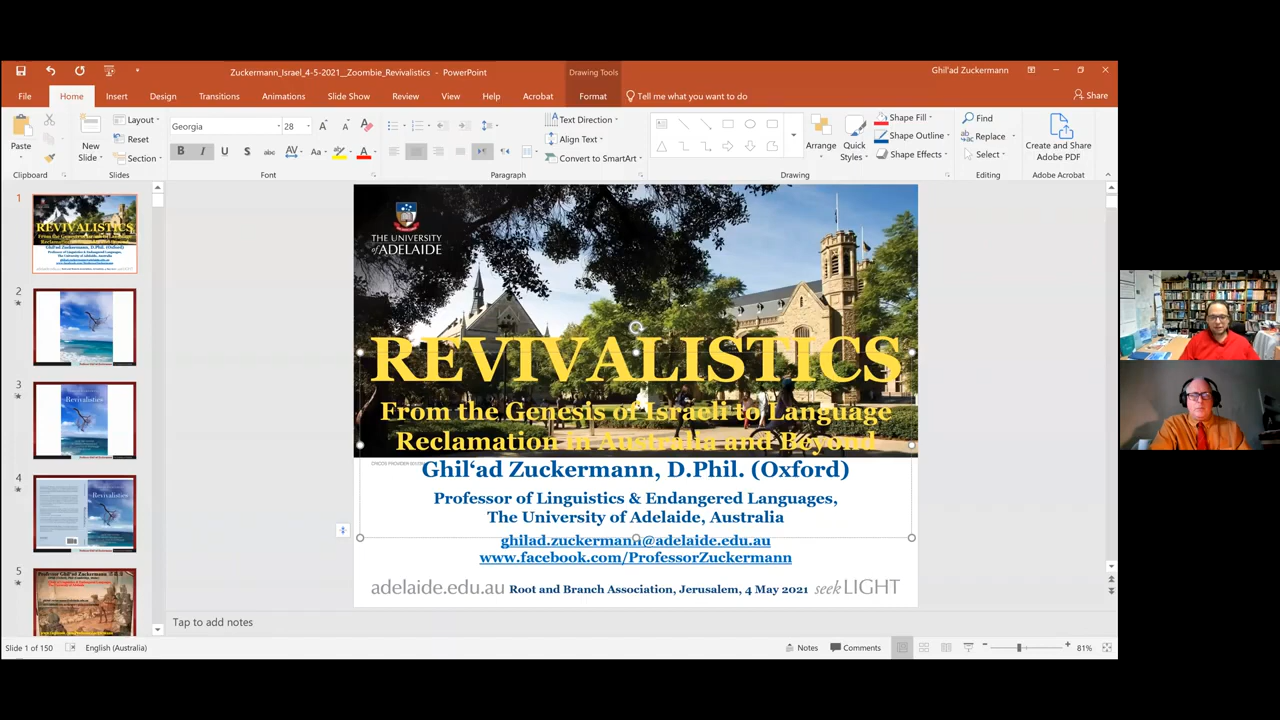 Zuckermann_Israel_4-5-2021__Zoombie_Revivalistics - PowerPoint
Drawing Tools
Ghil'ad Zuckermann
File
Home
Insert
Design
Transitions
Animations
Slide Show
Review
View
Help
Acrobat
Format
Tell me what you want to do
Share
Paste
Clipboard
New
Slide
Layout
Reset
Section
Slides
Georgia
28
Font
Text Direction
Align Text
Convert to SmartArt
Paragraph
Arrange
Quick
Styles
Shape Fill
Shape Outline
Shape Effects
Drawing
Find
Replace
Select
Editing
Create and Share
Adobe PDF
Adobe Acrobat
1
2
3
4
5
THE UNIVERSITY
of ADELAIDE
REVIVALISTICS
From the Genesis of Israeli to Language
Reclamation in Australia and Beyond
Ghil‘ad Zuckermann, D.Phil. (Oxford)
Professor of Linguistics & Endangered Languages,
The University of Adelaide, Australia
ghilad.zuckermann@adelaide.edu.au
www.facebook.com/ProfessorZuckermann
adelaide.edu.au
Root and Branch Association, Jerusalem, 4 May 2021
seek LIGHT
Tap to add notes
Slide 1 of 150
English (Australia)
Notes
Comments
81%